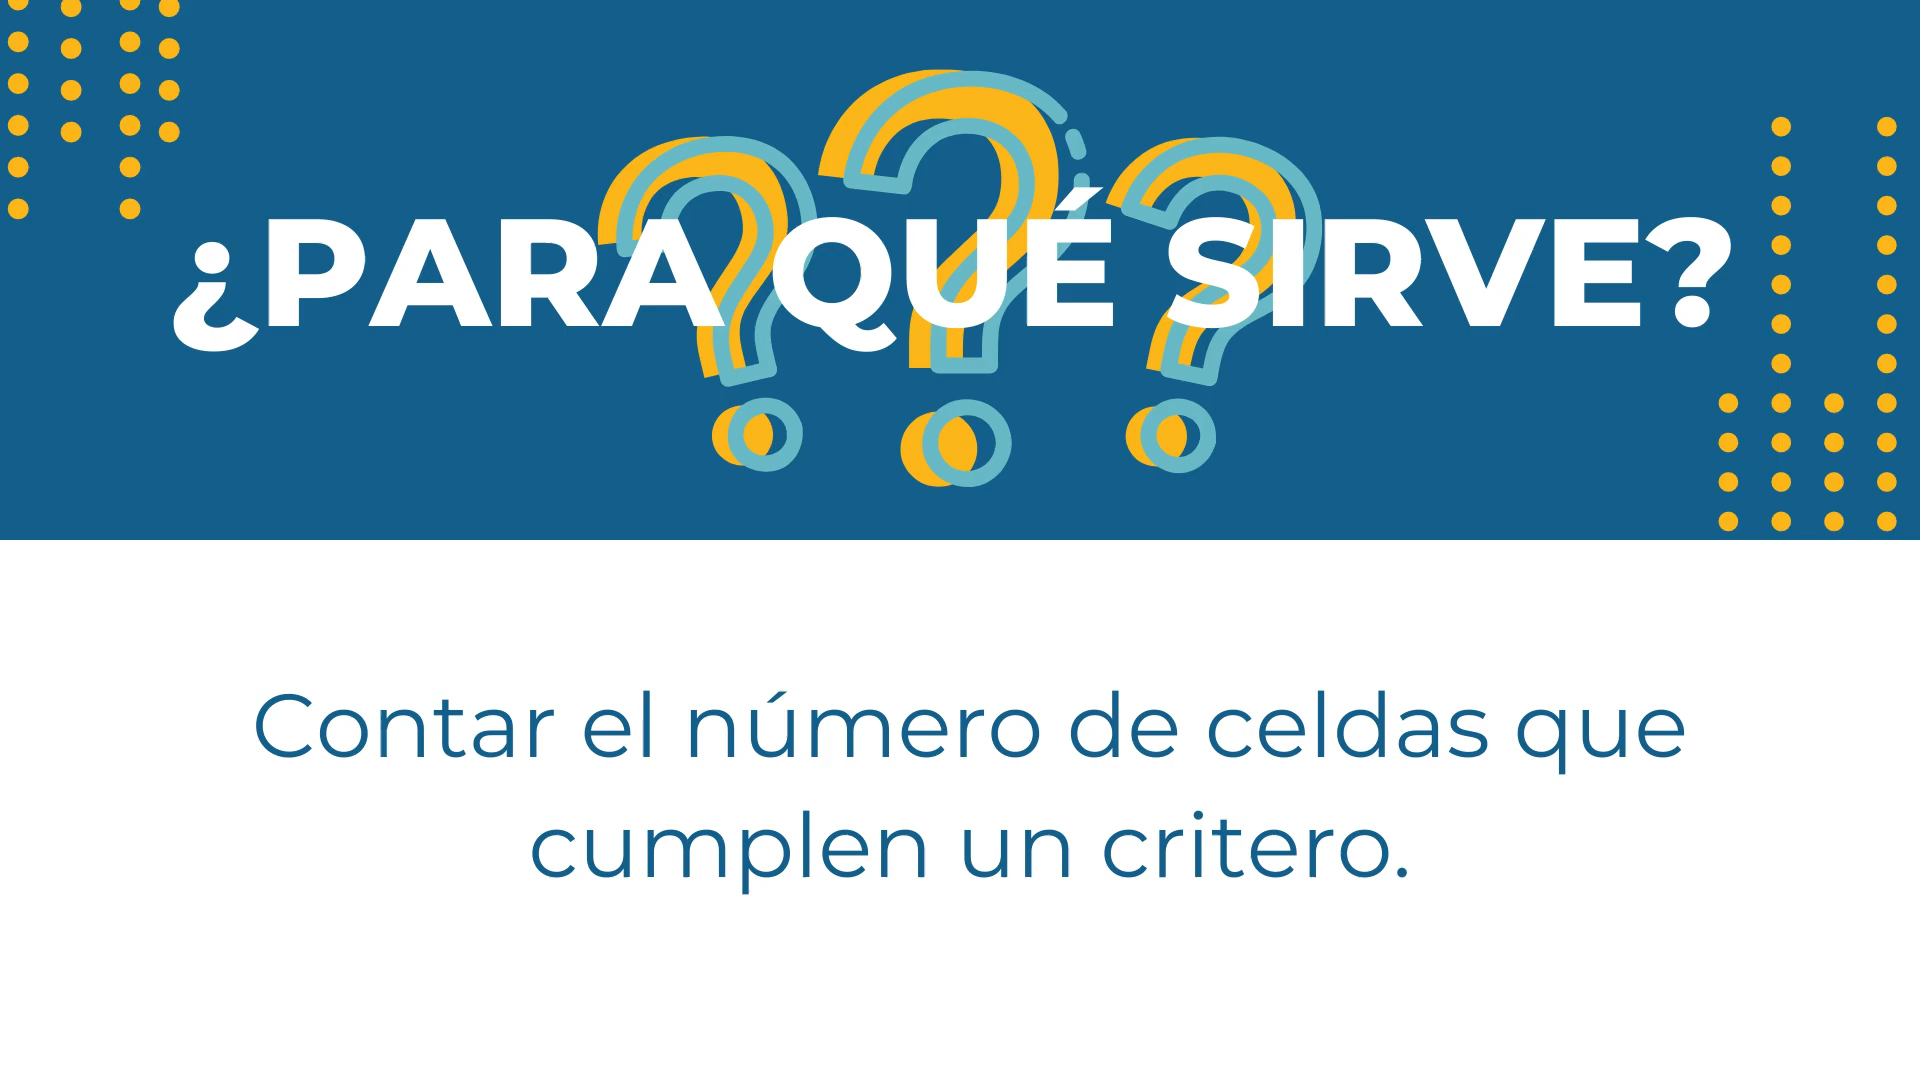 ¿PARA QUÉ SIRVE?
Contar el número de celdas que
cumplen un critero.